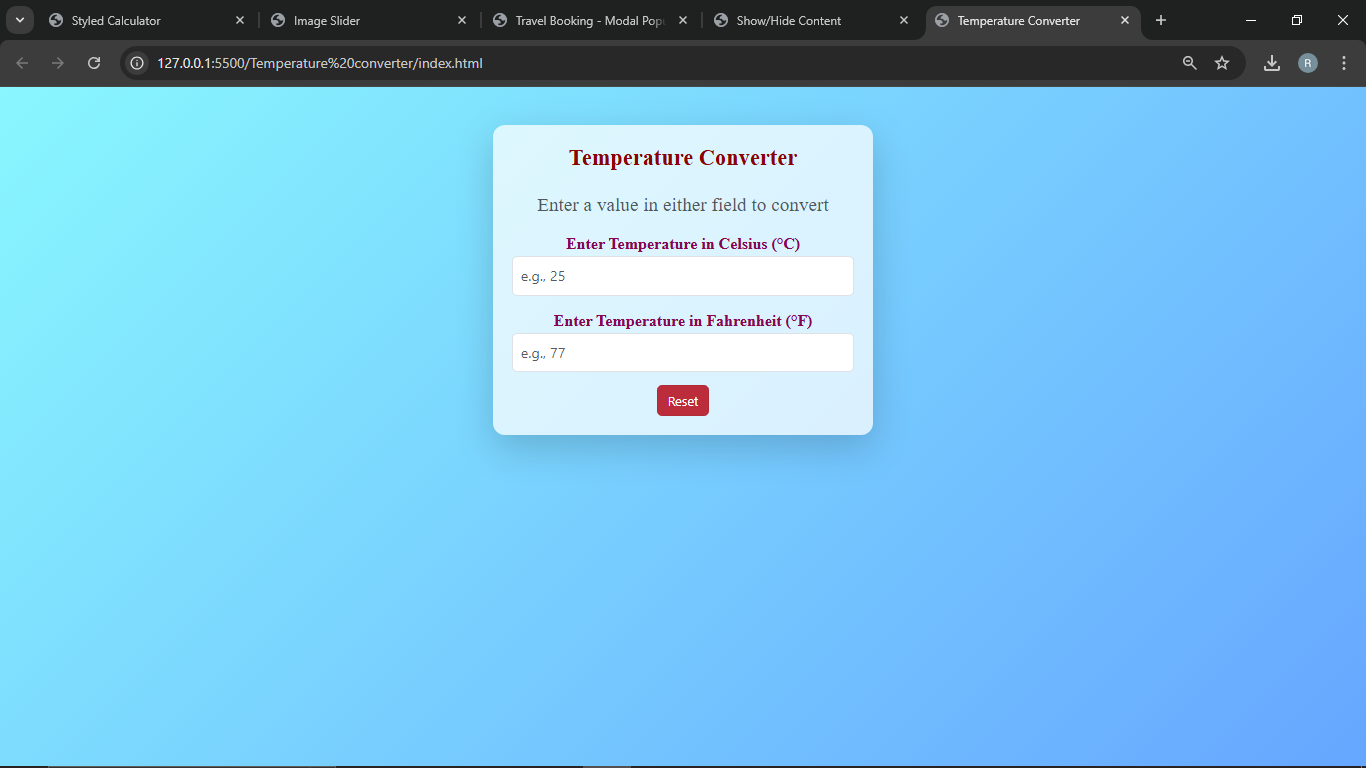 Styled Calculator
Image Slider
Travel Booking - Modal Pop
Show/Hide Content
Temperature Converter
127.0.0.1:5500/Temperature%20converter/index.html
R
Temperature Converter
Enter a value in either field to convert
Enter Temperature in Celsius (°C)
e.g., 25
Enter Temperature in Fahrenheit (°F)
e.g., 77
Reset